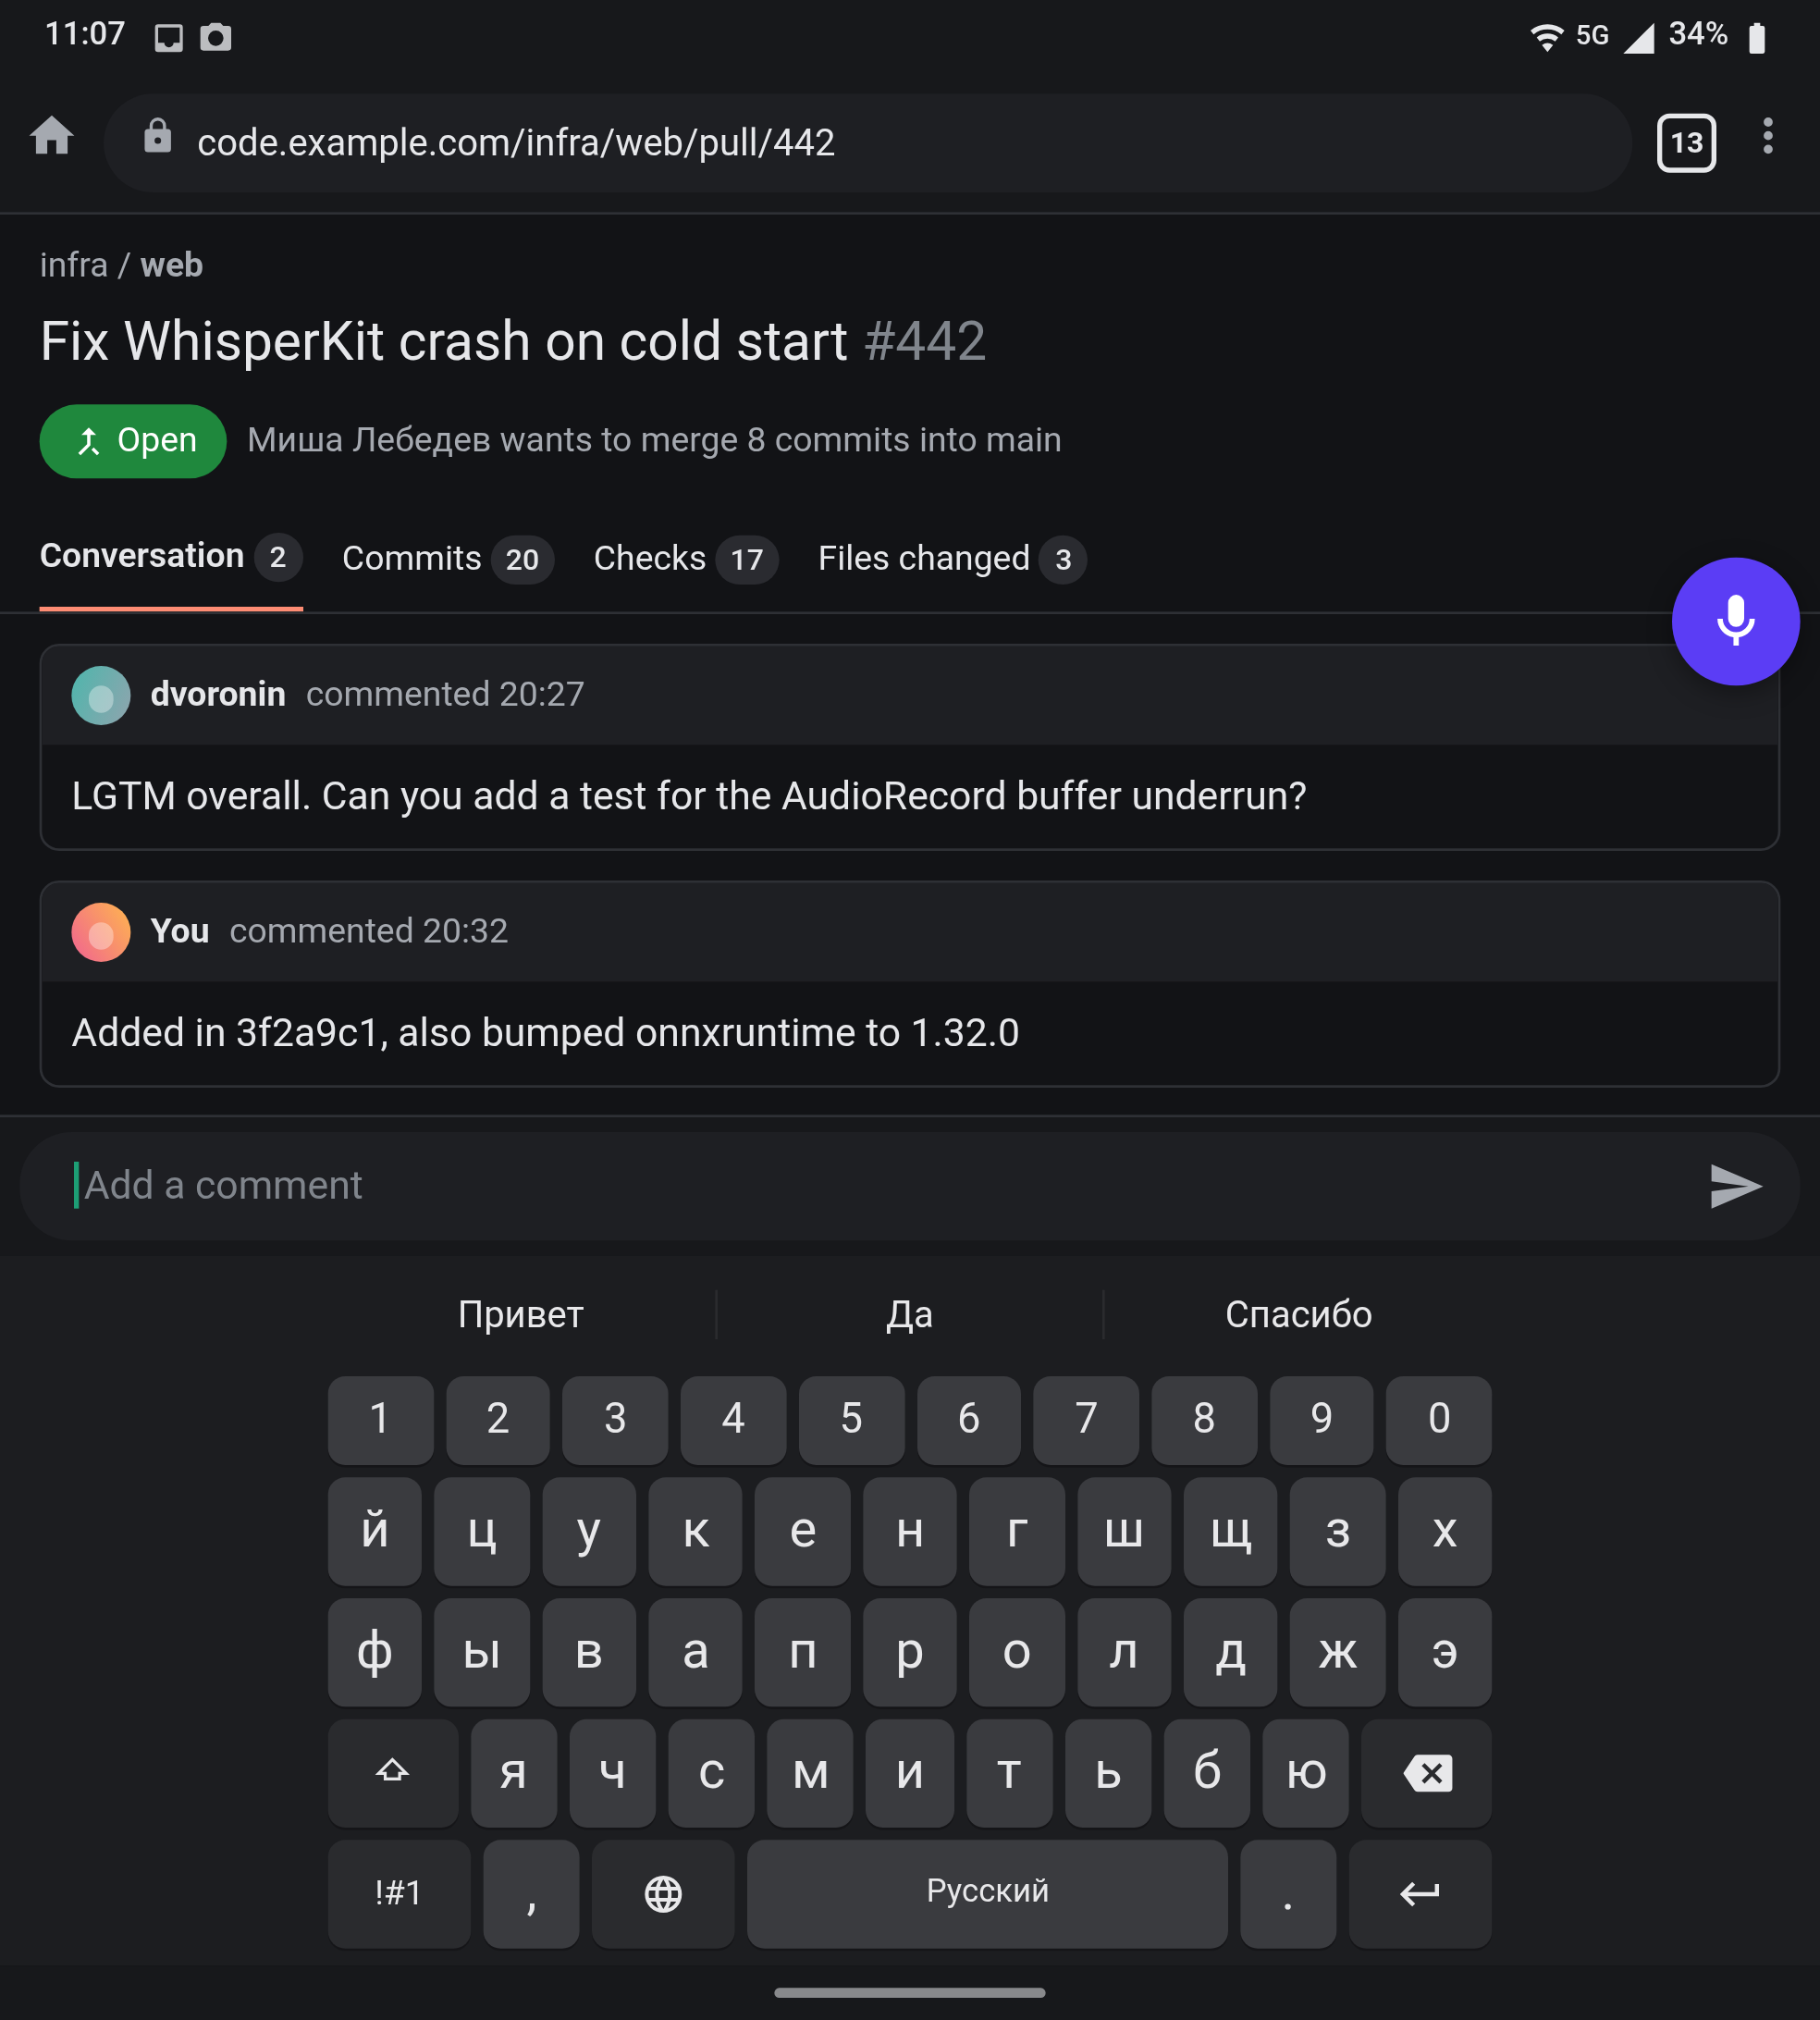 11:07 5G 34%
code.example.com/infra/web/pull/442 13
infra / web
Fix WhisperKit crash on cold start #442
Open Миша Лебедев wants to merge 8 commits into main
Conversation 2 Commits 20 Checks 17 Files changed 3
dvoronin commented 20:27
LGTM overall. Can you add a test for the AudioRecord buffer underrun?
You commented 20:32
Added in 3f2a9c1, also bumped onnxruntime to 1.32.0
Add a comment
Привет Да Спасибо
1 2 3 4 5 6 7 8 9 0
й ц у к е н г ш щ з х
ф ы в а п р о л д ж э
я ч с м и т ь б ю
!#1 , Русский .